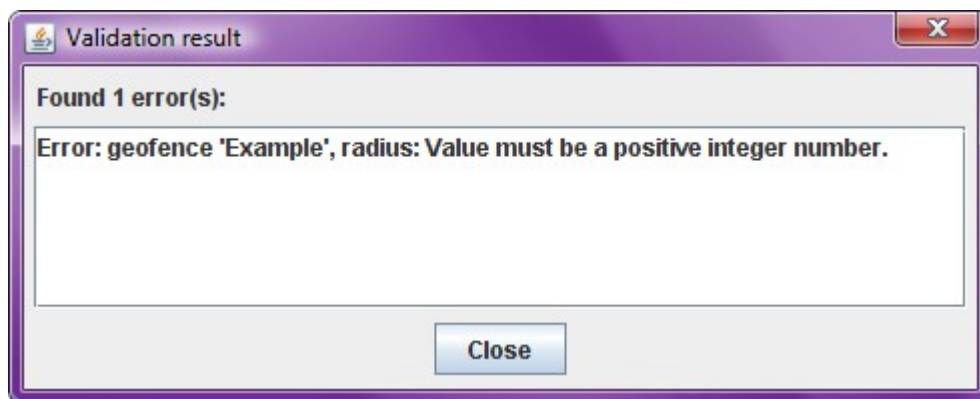 Validation result
Found 1 error(s):
Error: geofence 'Example', radius: Value must be a positive integer number.
Close